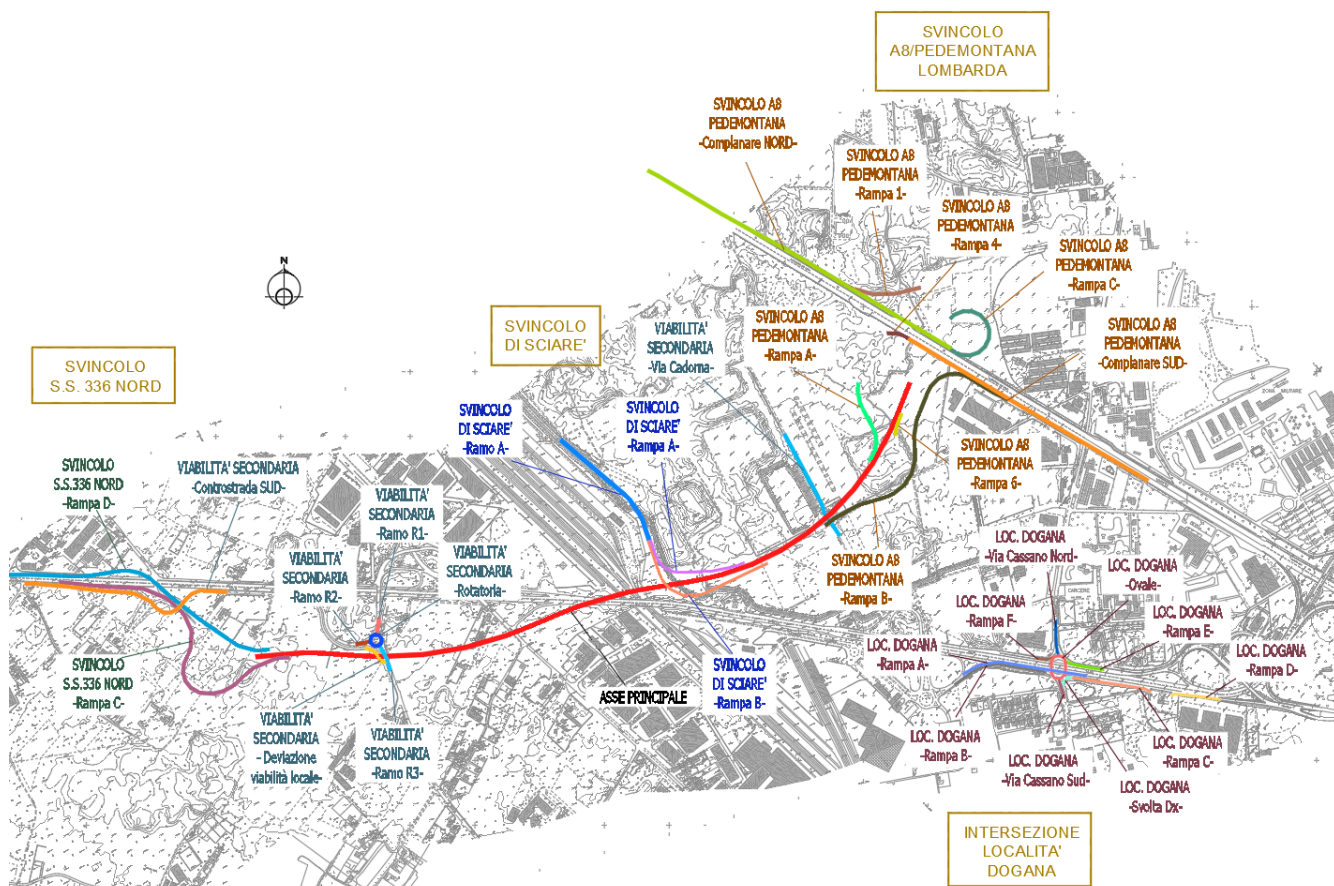 SVINCOLO
A8/PEDEMONTANA
LOMBARDA
SVINCOLO A8
PEDEMONTANA
-Complanare NORD-
SVINCOLO A8
PEDEMONTANA
-Rampa 1-
SVINCOLO A8
PEDEMONTANA
-Rampa 4-
SVINCOLO A8
PEDEMONTANA
-Rampa C-
N
SVINCOLO
DI SCIARE'
VIABILITA'
SECONDARIA
-Via Cadorna-
SVINCOLO A8
PEDEMONTANA
-Rampa A-
SVINCOLO A8
PEDEMONTANA
-Complanare SUD-
SVINCOLO
S.S. 336 NORD
ZONA MILITARE
SVINCOLO
DI SCIARE'
-Ramo A-
SVINCOLO
DI SCIARE'
-Rampa A-
SVINCOLO A8
PEDEMONTANA
-Rampa 6-
SVINCOLO
S.S.336 NORD
-Rampa D-
VIABILITA' SECONDARIA
-Controstrada SUD-
VIABILITA'
SECONDARIA
-Ramo R1-
VIABILITA'
SECONDARIA
-Ramo R2-
VIABILITA'
SECONDARIA
-Rotatoria-
SVINCOLO A8
PEDEMONTANA
-Rampa B-
LOC. DOGANA
-Via Cassano Nord-
LOC. DOGANA
-Ovale-
CARCERE
LOC. DOGANA
-Rampa F-
LOC. DOGANA
-Rampa E-
LOC. DOGANA
-Rampa A-
LOC. DOGANA
-Rampa D-
SVINCOLO
S.S.336 NORD
-Rampa C-
ASSE PRINCIPALE
SVINCOLO
DI SCIARE'
-Rampa B-
VIABILITA'
SECONDARIA
- Deviazione
viabilità locale-
VIABILITA'
SECONDARIA
-Ramo R3-
LOC. DOGANA
-Rampa B-
LOC. DOGANA
-Via Cassano Sud-
LOC. DOGANA
-Rampa C-
LOC. DOGANA
-Svolta Dx-
INTERSEZIONE
LOCALITA'
DOGANA